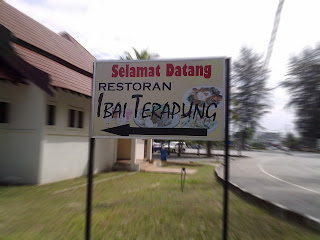 Selamat Datang
RESTORAN
IBAI TERAPUNG